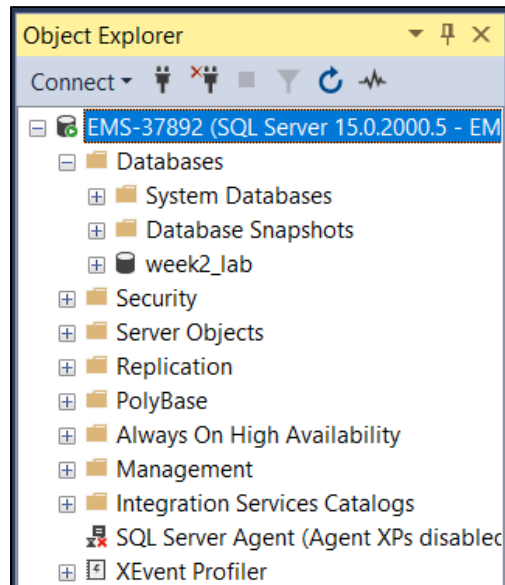 Object Explorer
Connect
EMS-37892 (SQL Server 15.0.2000.5 - EM
Databases
System Databases
Database Snapshots
week2_lab
Security
Server Objects
Replication
PolyBase
Always On High Availability
Management
Integration Services Catalogs
SQL Server Agent (Agent XPs disabled
XEvent Profiler